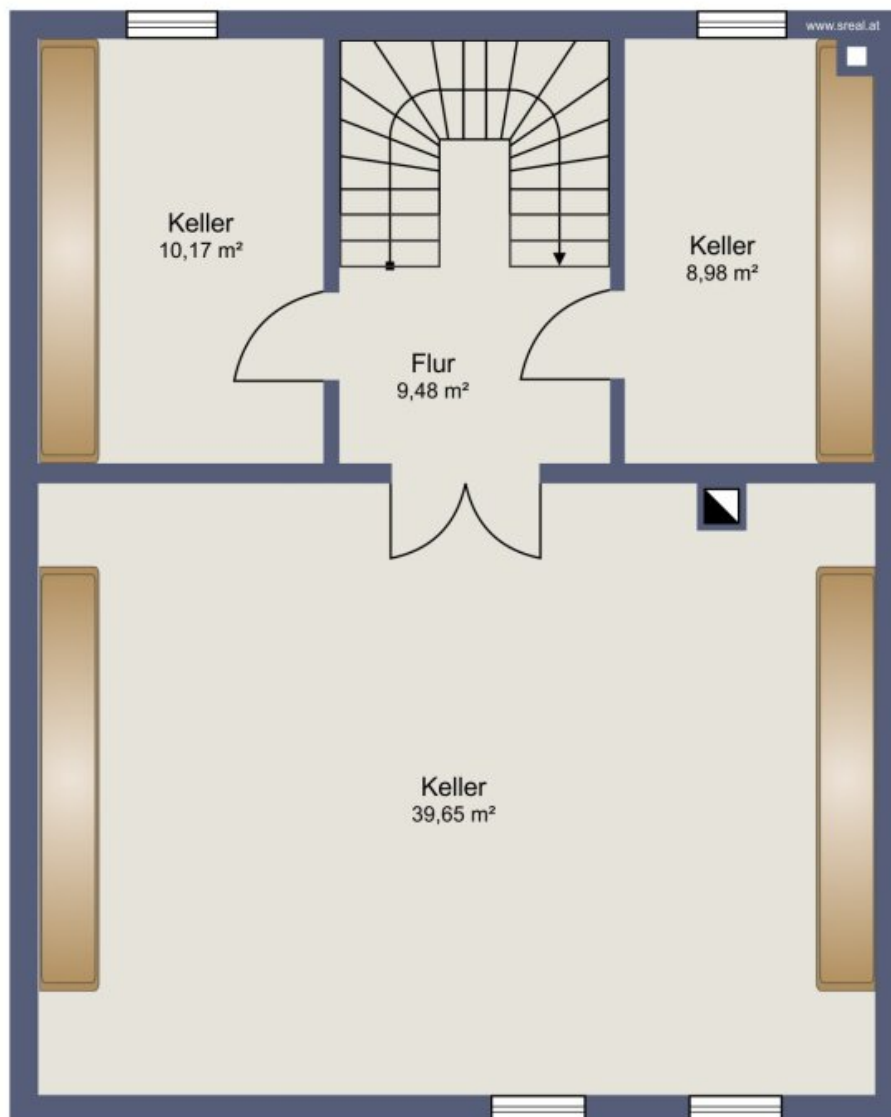 www.sreal.at
Keller
10,17 m²
Keller
8,98 m²
Flur
9,48 m²
Keller
39,65 m²